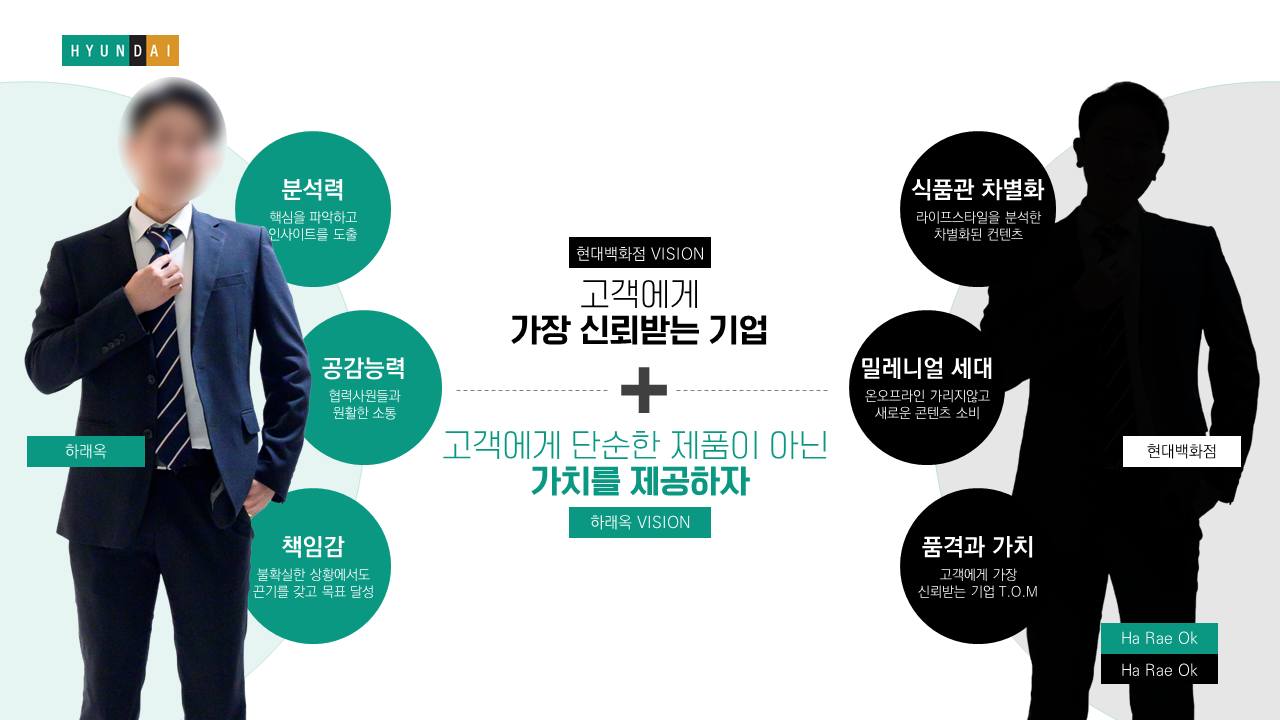 HYUNDAI
분석력
핵심을 파악하고
인사이트를 도출
공감능력
협력사원들과
원활한 소통
하래옥
책임감
불확실한 상황에서도
끈기를 갖고 목표 달성
현대백화점 VISION
고객에게
가장 신뢰받는 기업
+
고객에게 단순한 제품이 아닌
가치를 제공하자
하래옥 VISION
식품관 차별화
라이프스타일을 분석한
차별화된 컨텐츠
밀레니얼 세대
온오프라인 가리지않고
새로운 콘텐츠 소비
현대백화점
품격과 가치
고객에게 가장
신뢰받는 기업 T.O.M
Ha Rae Ok
Ha Rae Ok